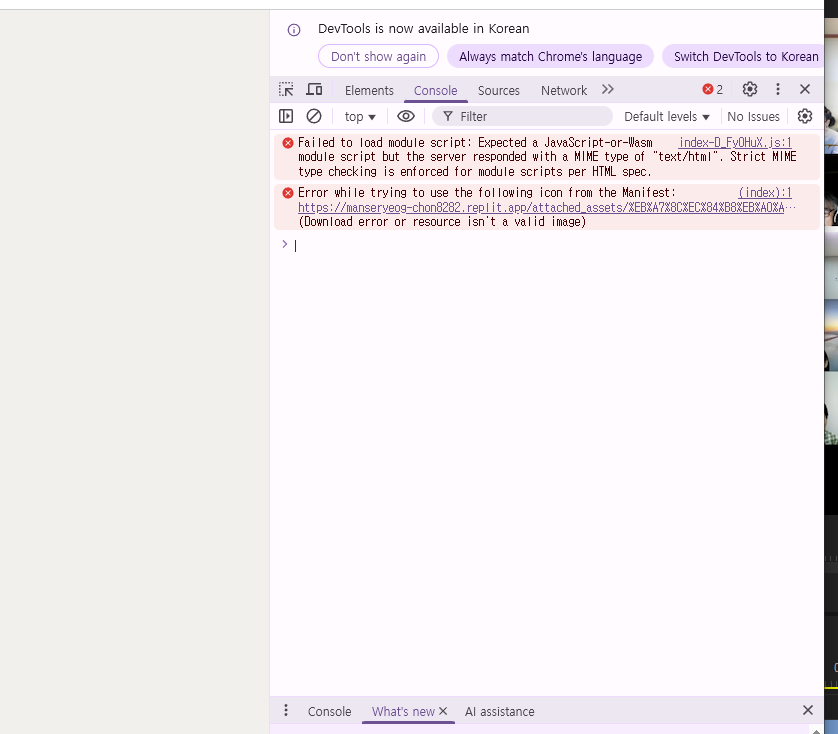 DevTools is now available in Korean
Don't show again Always match Chrome's language Switch DevTools to Korean
Elements Console Sources Network 2
top Filter Default levels No Issues
Failed to load module script: Expected a JavaScript-or-Wasm index-D_Fy0HuX.js:1
module script but the server responded with a MIME type of "text/html". Strict MIME
type checking is enforced for module scripts per HTML spec.
Error while trying to use the following icon from the Manifest: (index):1
https://manseryeog-chon8282.replit.app/attached_assets/%EB%A7%8C%EC%84%B8%EB%A0%A…
(Download error or resource isn't a valid image)
Console What's new AI assistance